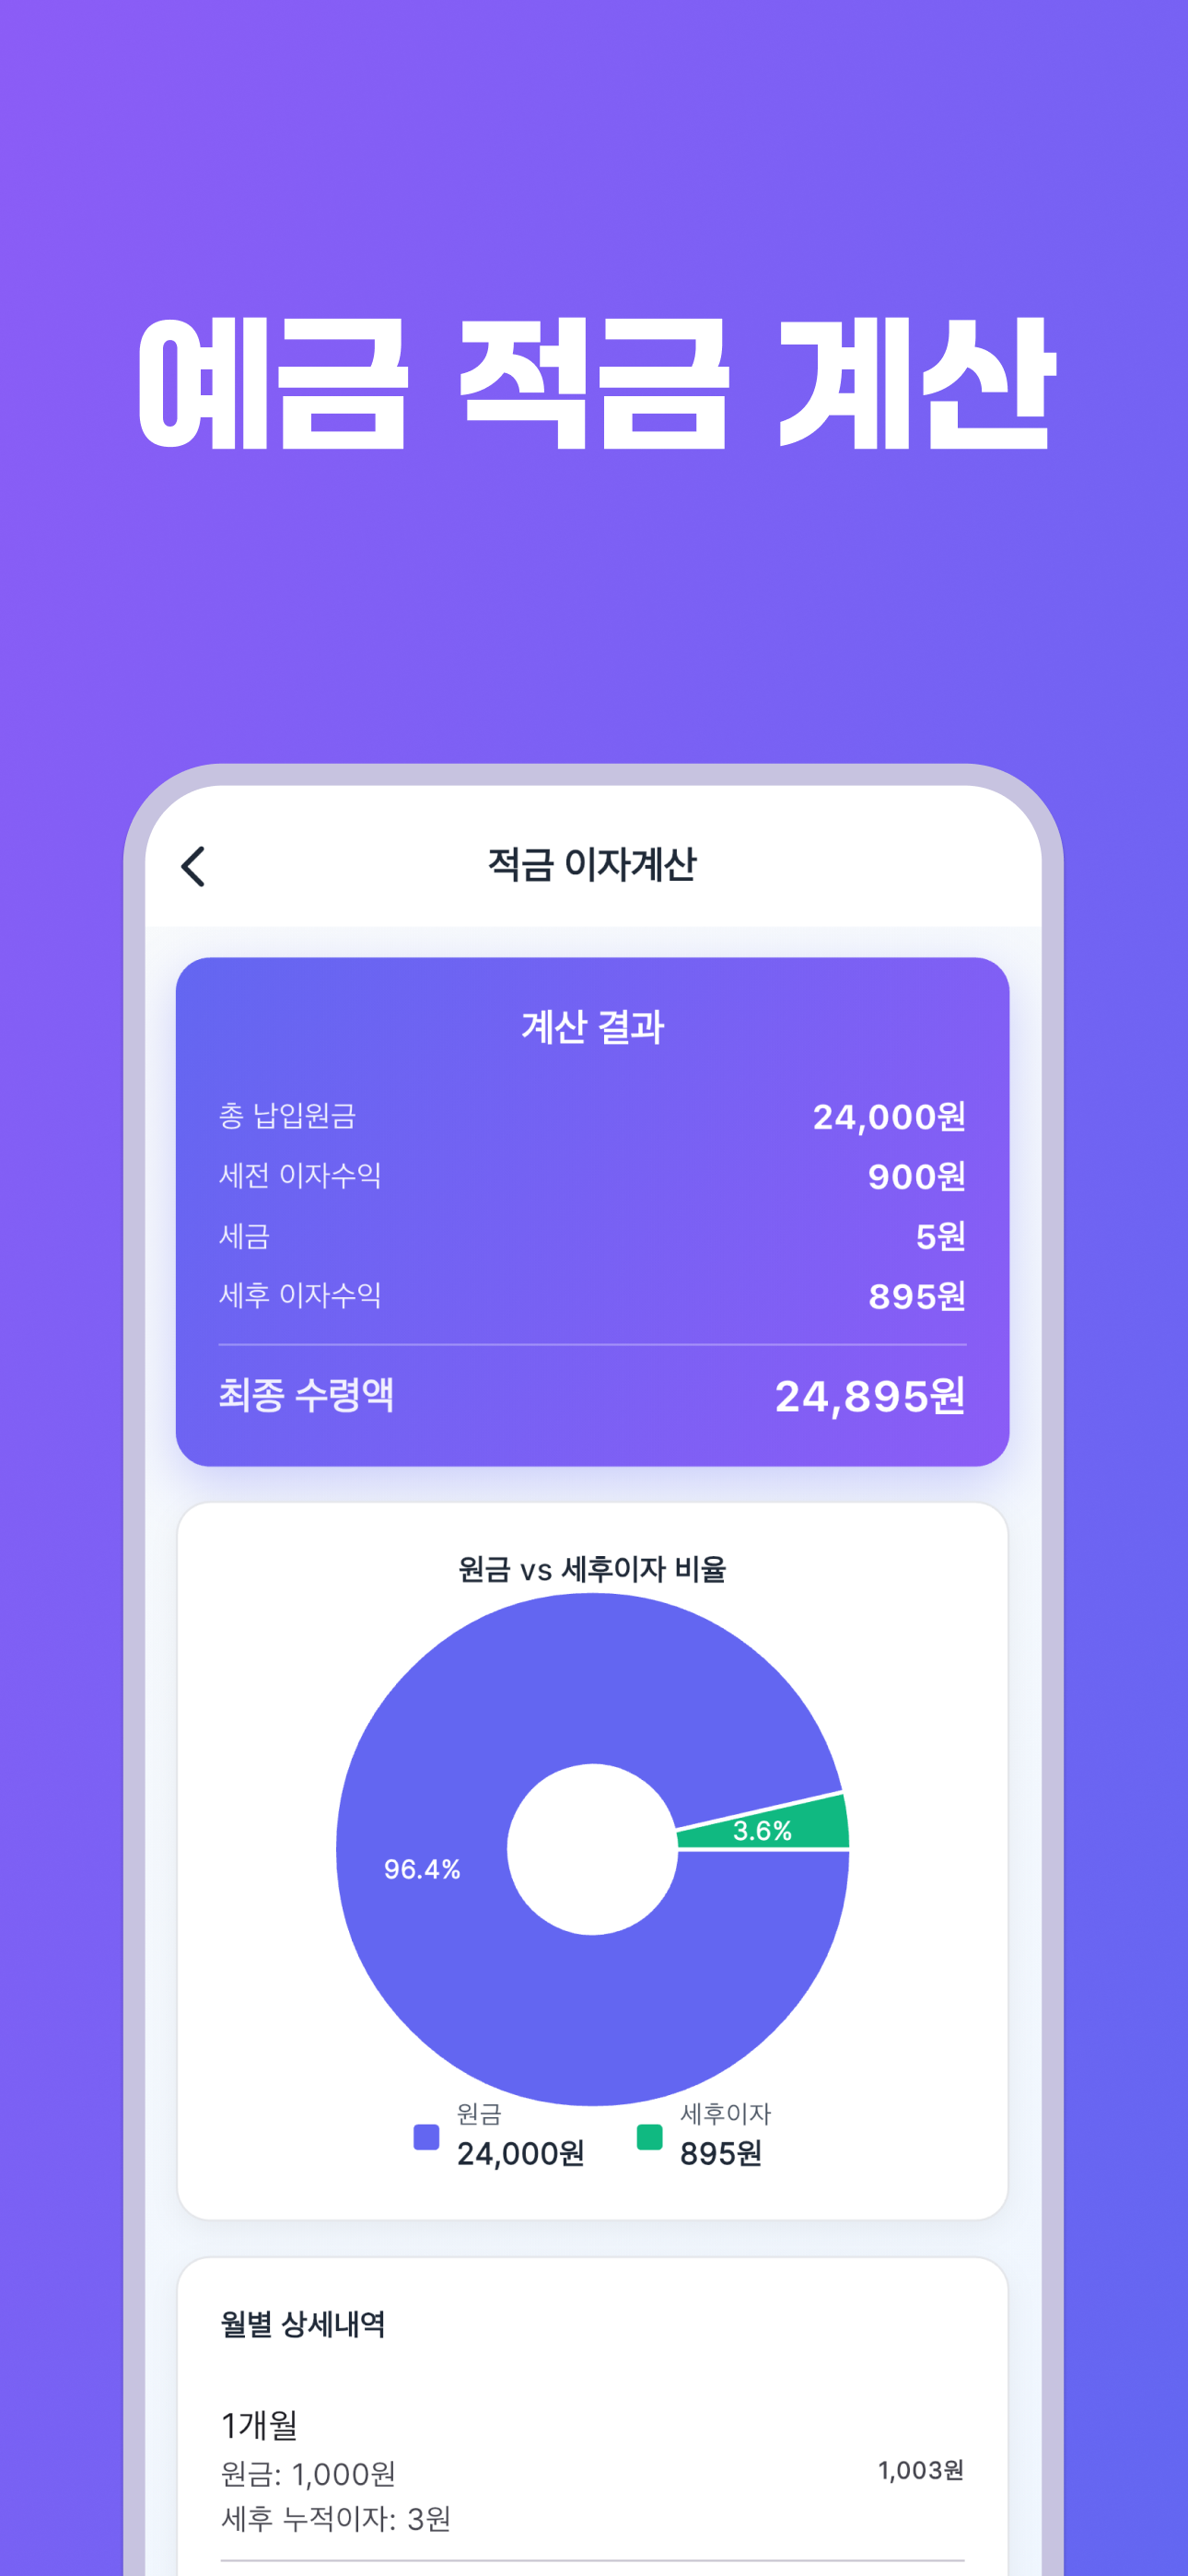 예금 적금 계산
적금 이자계산
계산 결과
총 납입원금 24,000원
세전 이자수익 900원
세금 5원
세후 이자수익 895원
최종 수령액 24,895원
원금 vs 세후이자 비율
3.6%
96.4%
원금 세후이자
24,000원 895원
월별 상세내역
1개월
원금: 1,000원 1,003원
세후 누적이자: 3원